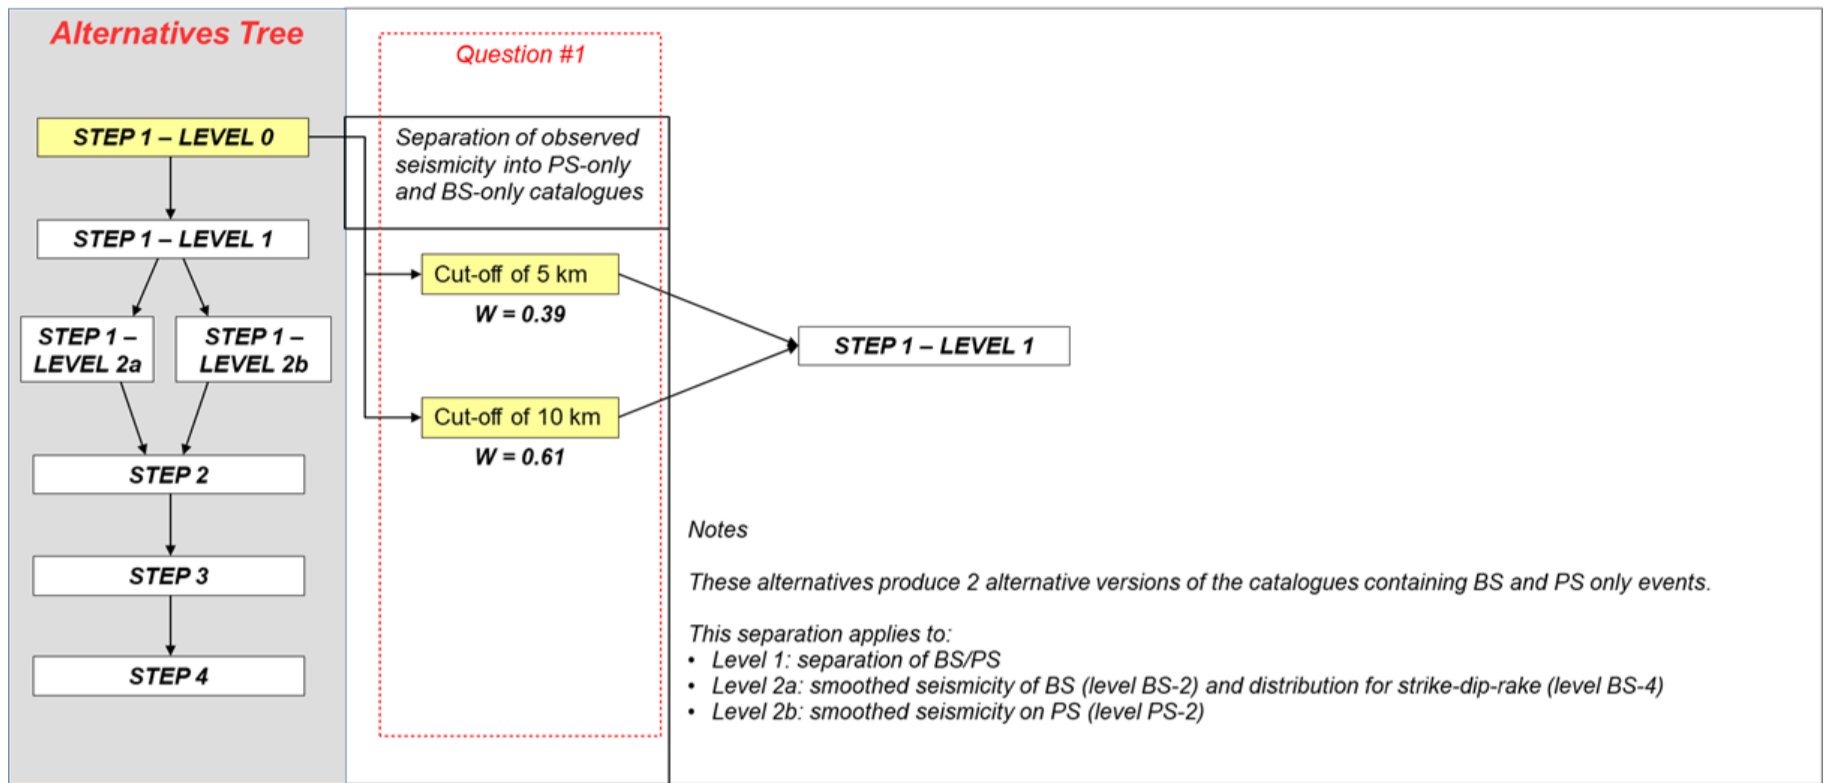 Alternatives Tree
STEP 1 – LEVEL 0
STEP 1 – LEVEL 1
STEP 1 –
LEVEL 2a
STEP 1 –
LEVEL 2b
STEP 2
STEP 3
STEP 4
Question #1
Separation of observed
seismicity into PS-only
and BS-only catalogues
Cut-off of 5 km
W = 0.39
Cut-off of 10 km
W = 0.61
STEP 1 – LEVEL 1
Notes
These alternatives produce 2 alternative versions of the catalogues containing BS and PS only events.
This separation applies to:
• Level 1: separation of BS/PS
• Level 2a: smoothed seismicity of BS (level BS-2) and distribution for strike-dip-rake (level BS-4)
• Level 2b: smoothed seismicity on PS (level PS-2)